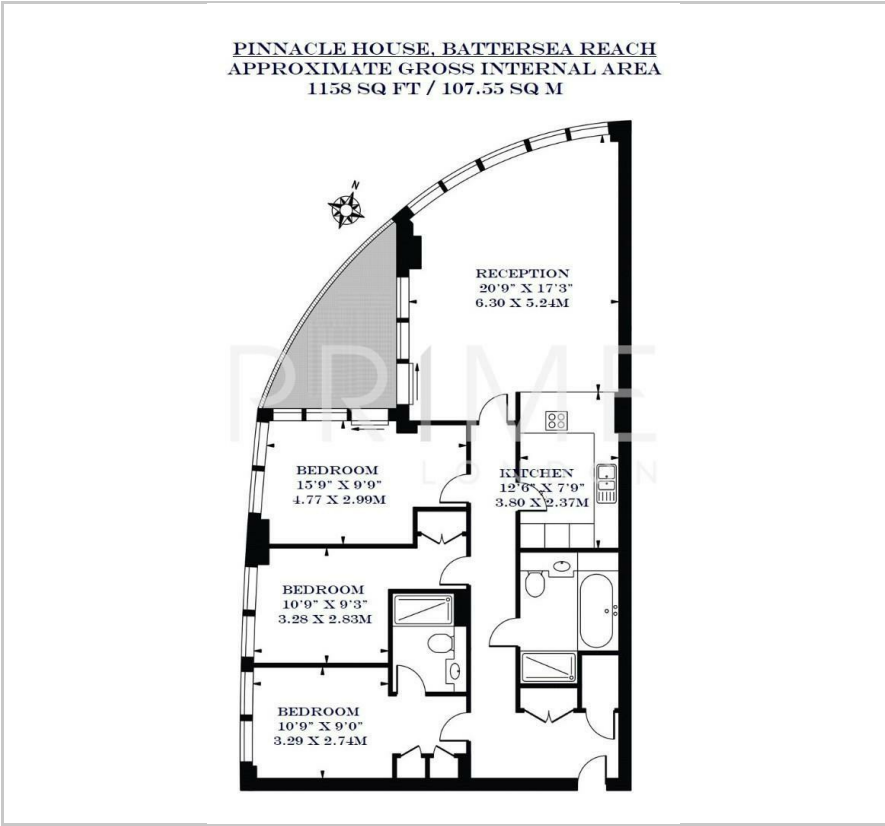 PINNACLE HOUSE, BATTERSEA REACH
APPROXIMATE GROSS INTERNAL AREA
1158 SQ FT / 107.55 SQ M
N
RECEPTION
20'9" X 17'3"
6.30 X 5.24M
PRIME
LONDON
KITCHEN
12'6" X 7'9"
3.80 X 2.37M
BEDROOM
15'9" X 9'9"
4.77 X 2.99M
BEDROOM
10'9" X 9'3"
3.28 X 2.83M
BEDROOM
10'9" X 9'0"
3.29 X 2.74M